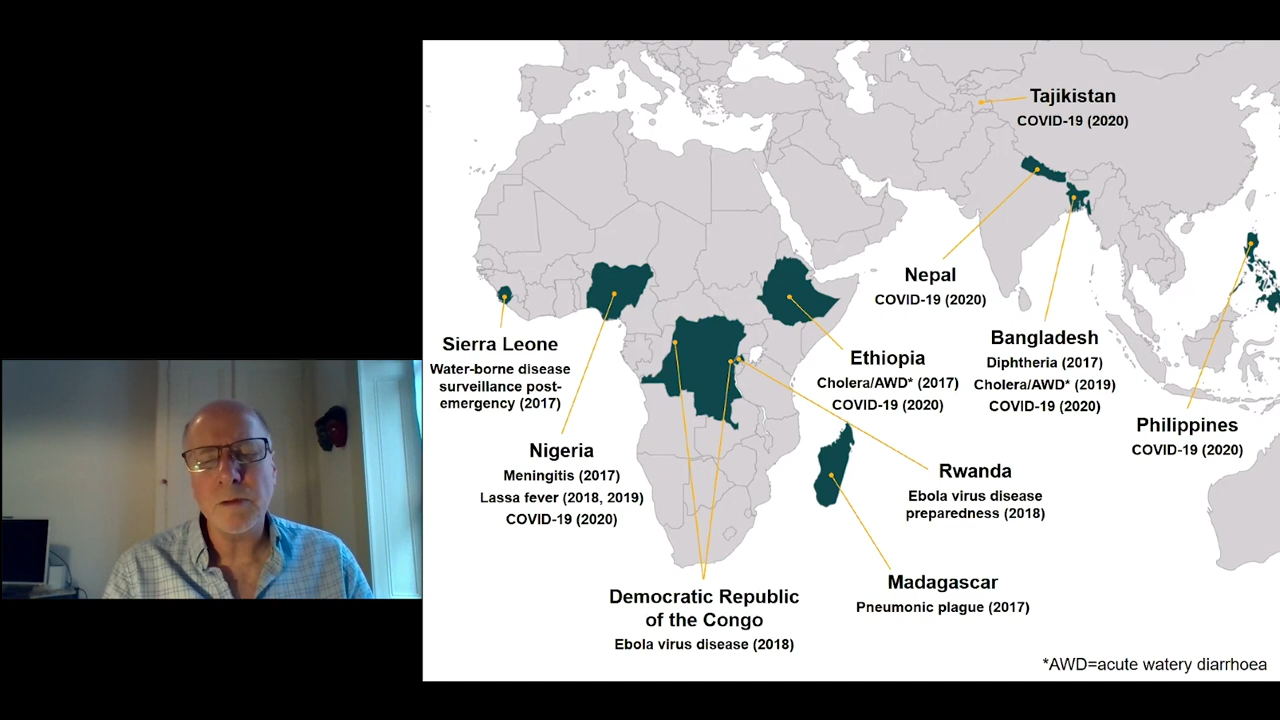 Tajikistan
COVID-19 (2020)
Nepal
COVID-19 (2020)
Bangladesh
Diphtheria (2017)
Cholera/AWD* (2019)
COVID-19 (2020)
Philippines
COVID-19 (2020)
Sierra Leone
Water-borne disease
surveillance post-
emergency (2017)
Nigeria
Meningitis (2017)
Lassa fever (2018, 2019)
COVID-19 (2020)
Ethiopia
Cholera/AWD* (2017)
COVID-19 (2020)
Rwanda
Ebola virus disease
preparedness (2018)
Madagascar
Pneumonic plague (2017)
Democratic Republic
of the Congo
Ebola virus disease (2018)
*AWD=acute watery diarrhoea